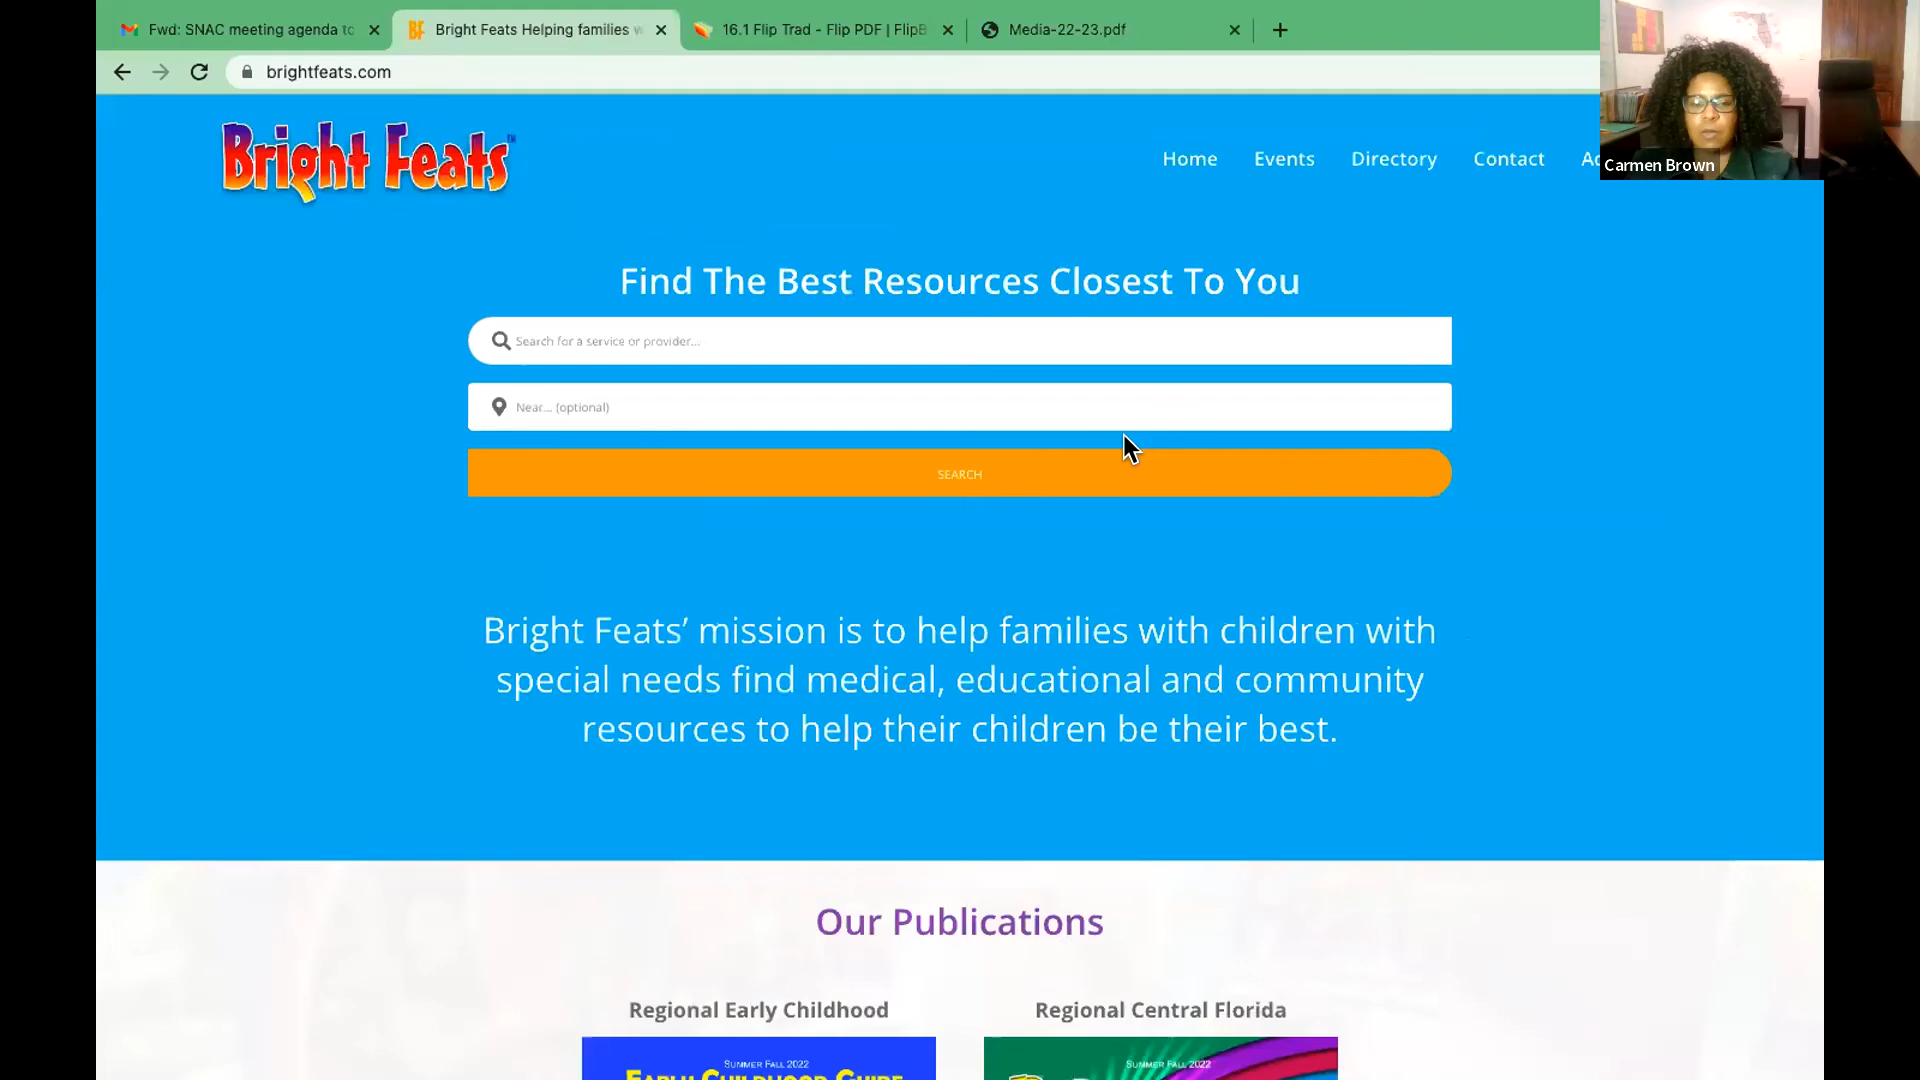 Fwd: SNAC meeting agenda to
Bright Feats Helping families w
16.1 Flip Trad - Flip PDF | FlipB
Media-22-23.pdf
brightfeats.com
Bright Feats™
Home
Events
Directory
Contact
Carmen Brown
Find The Best Resources Closest To You
Search for a service or provider...
Near... (optional)
SEARCH
Bright Feats’ mission is to help families with children with
special needs find medical, educational and community
resources to help their children be their best.
Our Publications
Regional Early Childhood
Regional Central Florida
SUMMER FALL 2022
EARLY CHILDHOOD GUIDE
SUMMER FALL 2022